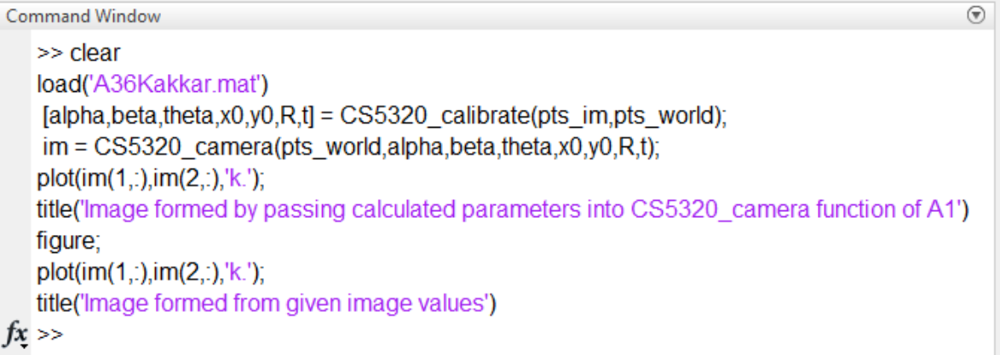 Command Window
>> clear
load('A36Kakkar.mat')
[alpha,beta,theta,x0,y0,R,t] = CS5320_calibrate(pts_im,pts_world);
im = CS5320_camera(pts_world,alpha,beta,theta,x0,y0,R,t);
plot(im(1,:),im(2,:),'k.');
title('Image formed by passing calculated parameters into CS5320_camera function of A1')
figure;
plot(im(1,:),im(2,:),'k.');
title('Image formed from given image values')
fx >>